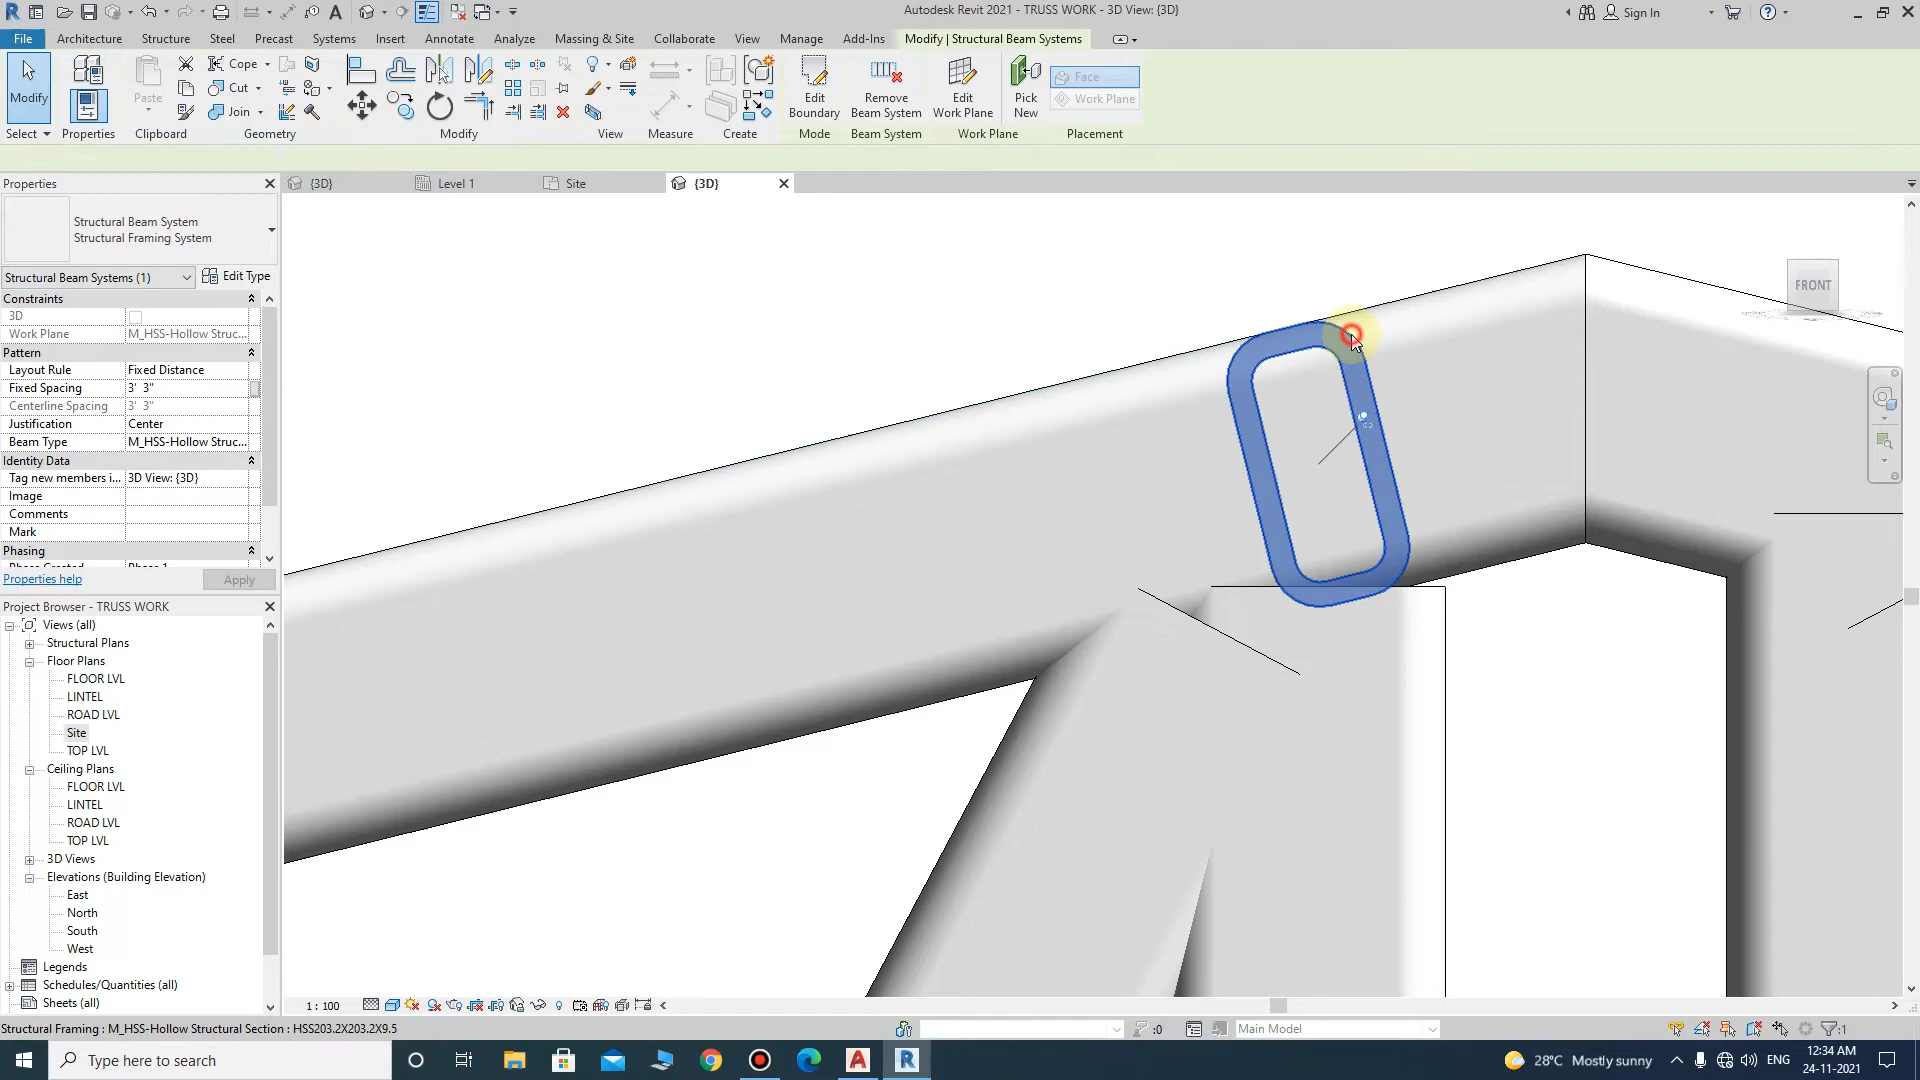 Autodesk Revit 2021 - TRUSS WORK - 3D View: {3D}
Sign In
File Architecture Structure Steel Precast Systems Insert Annotate Analyze Massing & Site Collaborate View Manage Add-Ins Modify | Structural Beam Systems
Modify
Paste
Cope
Cut
Join
Edit Boundary
Remove Beam System
Edit Work Plane
Pick New
Face
Work Plane
Select Properties Clipboard Geometry Modify View Measure Create Mode Beam System Work Plane Placement
Properties
{3D} Level 1 Site {3D}
Structural Beam System
Structural Framing System
Structural Beam Systems (1) Edit Type
Constraints
3D
Work Plane M_HSS-Hollow Struc...
Pattern
Layout Rule Fixed Distance
Fixed Spacing 3' 3"
Centerline Spacing 3' 3"
Justification Center
Beam Type M_HSS-Hollow Struc...
Identity Data
Tag new members i... 3D View: {3D}
Image
Comments
Mark
Phasing
Properties help Apply
Project Browser - TRUSS WORK
Views (all)
Structural Plans
Floor Plans
FLOOR LVL
LINTEL
ROAD LVL
Site
TOP LVL
Ceiling Plans
FLOOR LVL
LINTEL
ROAD LVL
TOP LVL
3D Views
Elevations (Building Elevation)
East
North
South
West
Legends
Schedules/Quantities (all)
Sheets (all)
FRONT
1 : 100
Structural Framing : M_HSS-Hollow Structural Section : HSS203.2X203.2X9.5
:0
Main Model
:1
Type here to search
28°C Mostly sunny
ENG
12:34 AM
24-11-2021